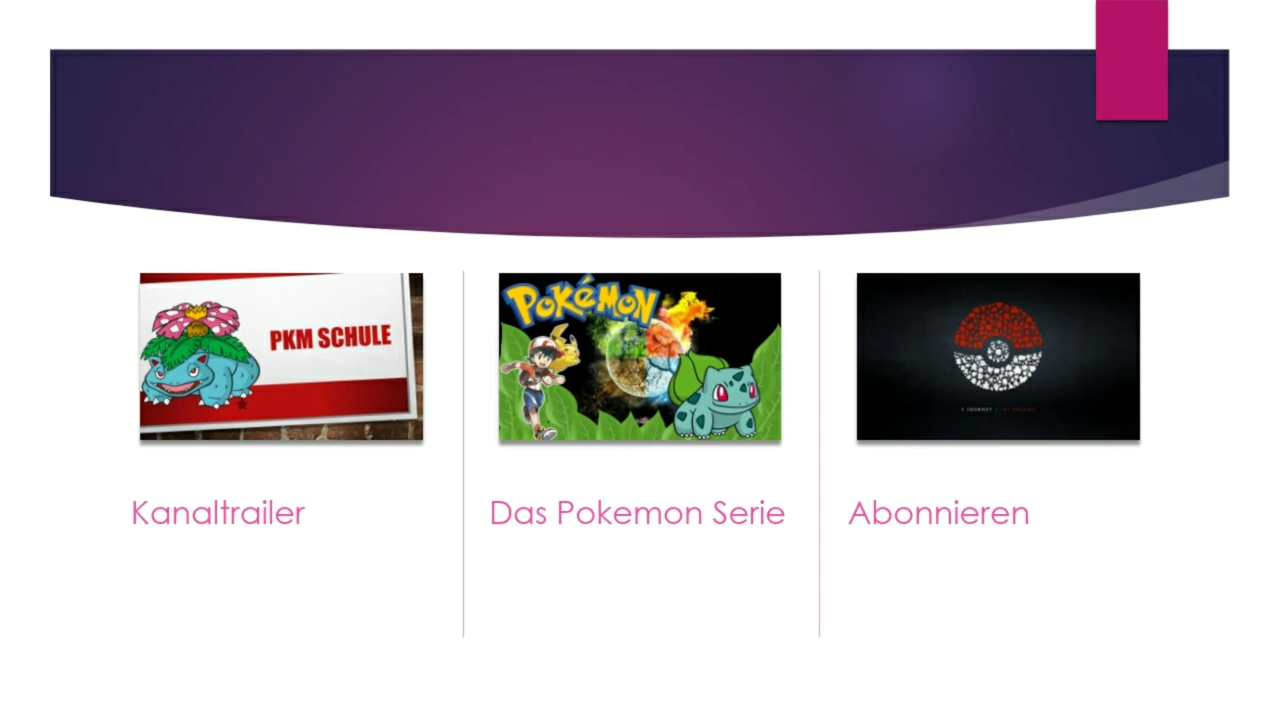 PKM SCHULE
POKéMON
Kanaltrailer
Das Pokemon Serie
Abonnieren